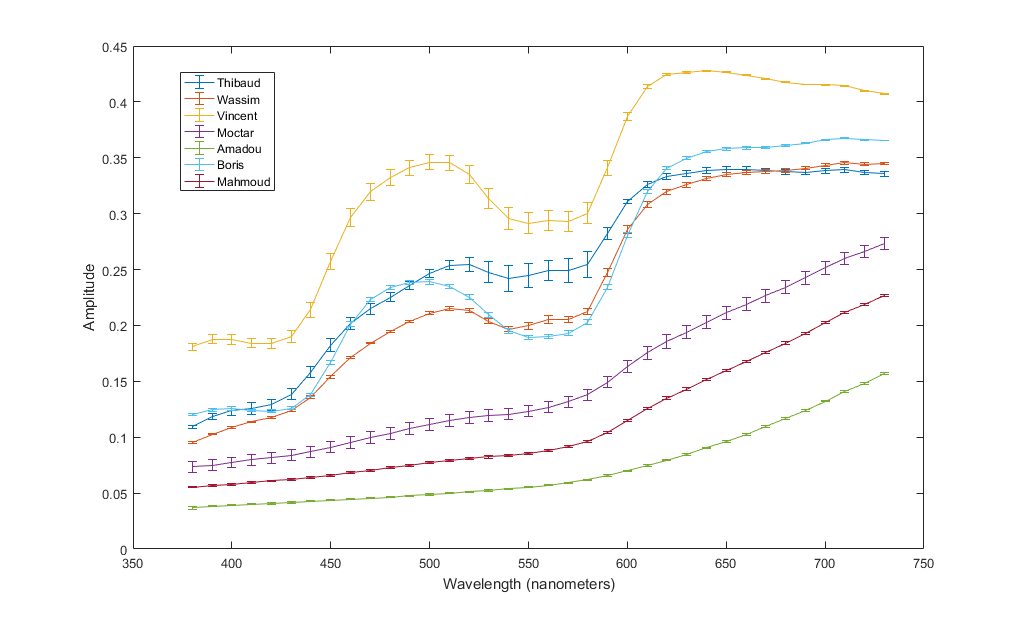 0.45
0.4
0.35
0.3
0.25
0.2
0.15
0.1
0.05
0
Amplitude
Thibaud
Wassim
Vincent
Moctar
Amadou
Boris
Mahmoud
350 400 450 500 550 600 650 700 750
Wavelength (nanometers)